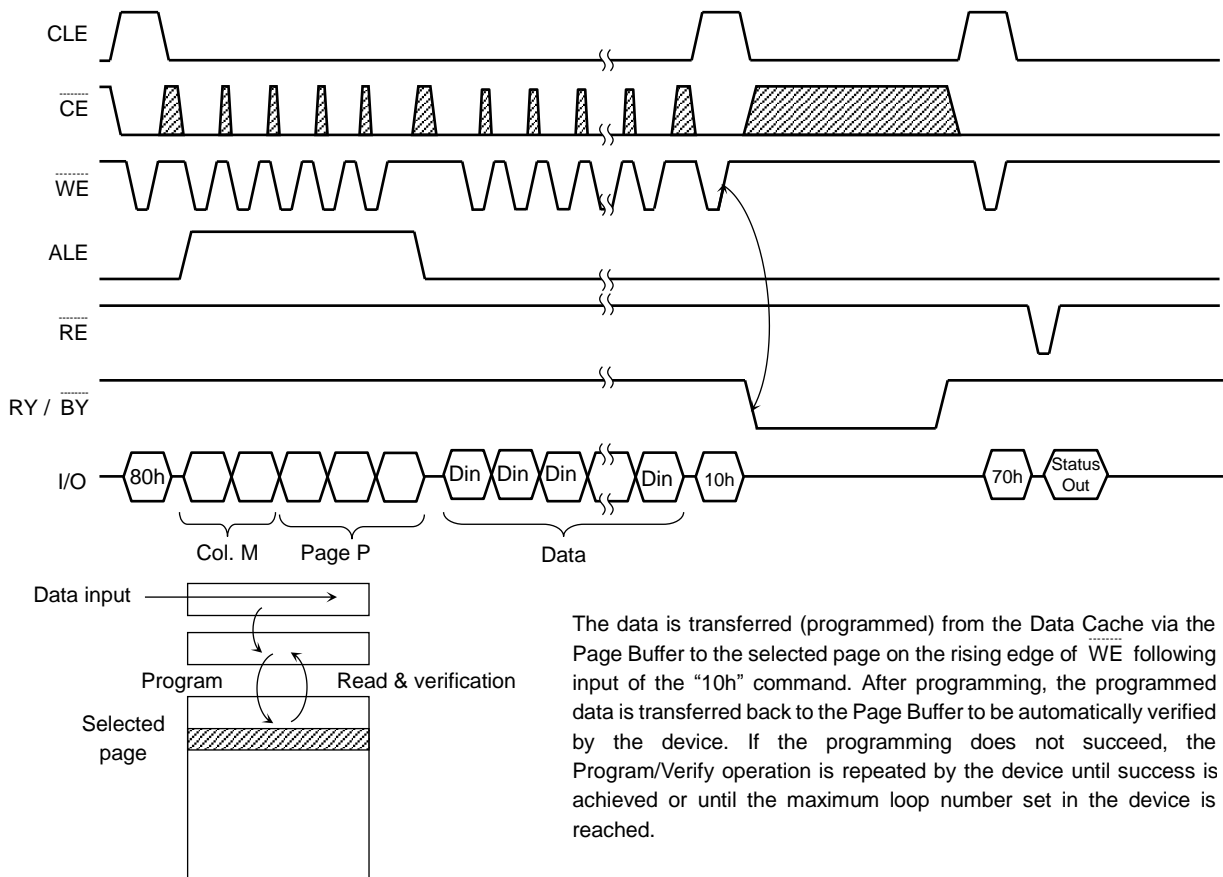 CLE
CE
WE
ALE
RE
RY / BY
I/O 80h Din Din Din Din 10h 70h Status
Out
Col. M Page P Data
Data input
Program Read & verification
Selected
page
The data is transferred (programmed) from the Data Cache via the
Page Buffer to the selected page on the rising edge of WE following
input of the “10h” command. After programming, the programmed
data is transferred back to the Page Buffer to be automatically verified
by the device. If the programming does not succeed, the
Program/Verify operation is repeated by the device until success is
achieved or until the maximum loop number set in the device is
reached.